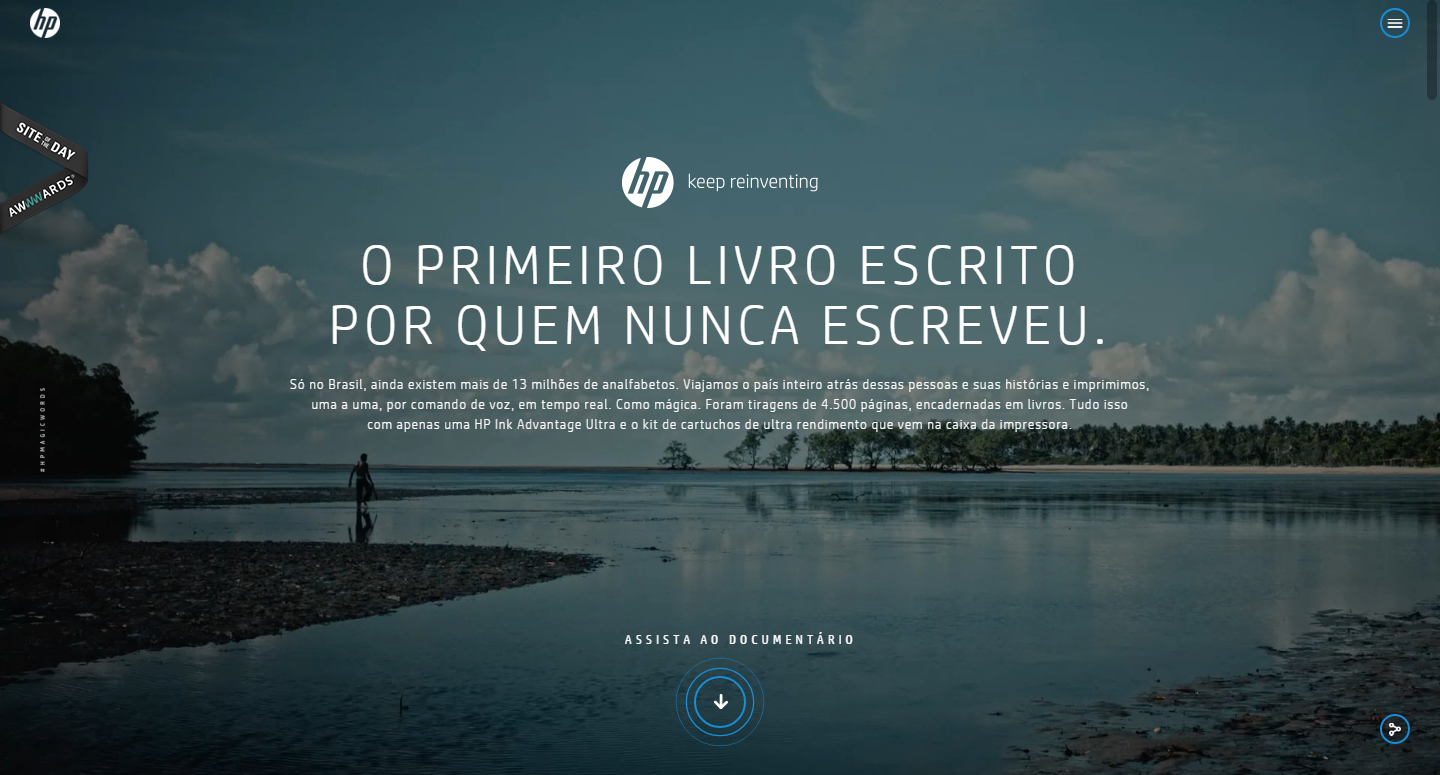 hp
SITE OF THE DAY
AWWWARDS®
hp keep reinventing
O PRIMEIRO LIVRO ESCRITO
POR QUEM NUNCA ESCREVEU.
Só no Brasil, ainda existem mais de 13 milhões de analfabetos. Viajamos o país inteiro atrás dessas pessoas e suas histórias e imprimimos,
uma a uma, por comando de voz, em tempo real. Como mágica. Foram tiragens de 4.500 páginas, encadernadas em livros. Tudo isso
com apenas uma HP Ink Advantage Ultra e o kit de cartuchos de ultra rendimento que vem na caixa da impressora.
#HPMAGICWORDS
ASSISTA AO DOCUMENTÁRIO